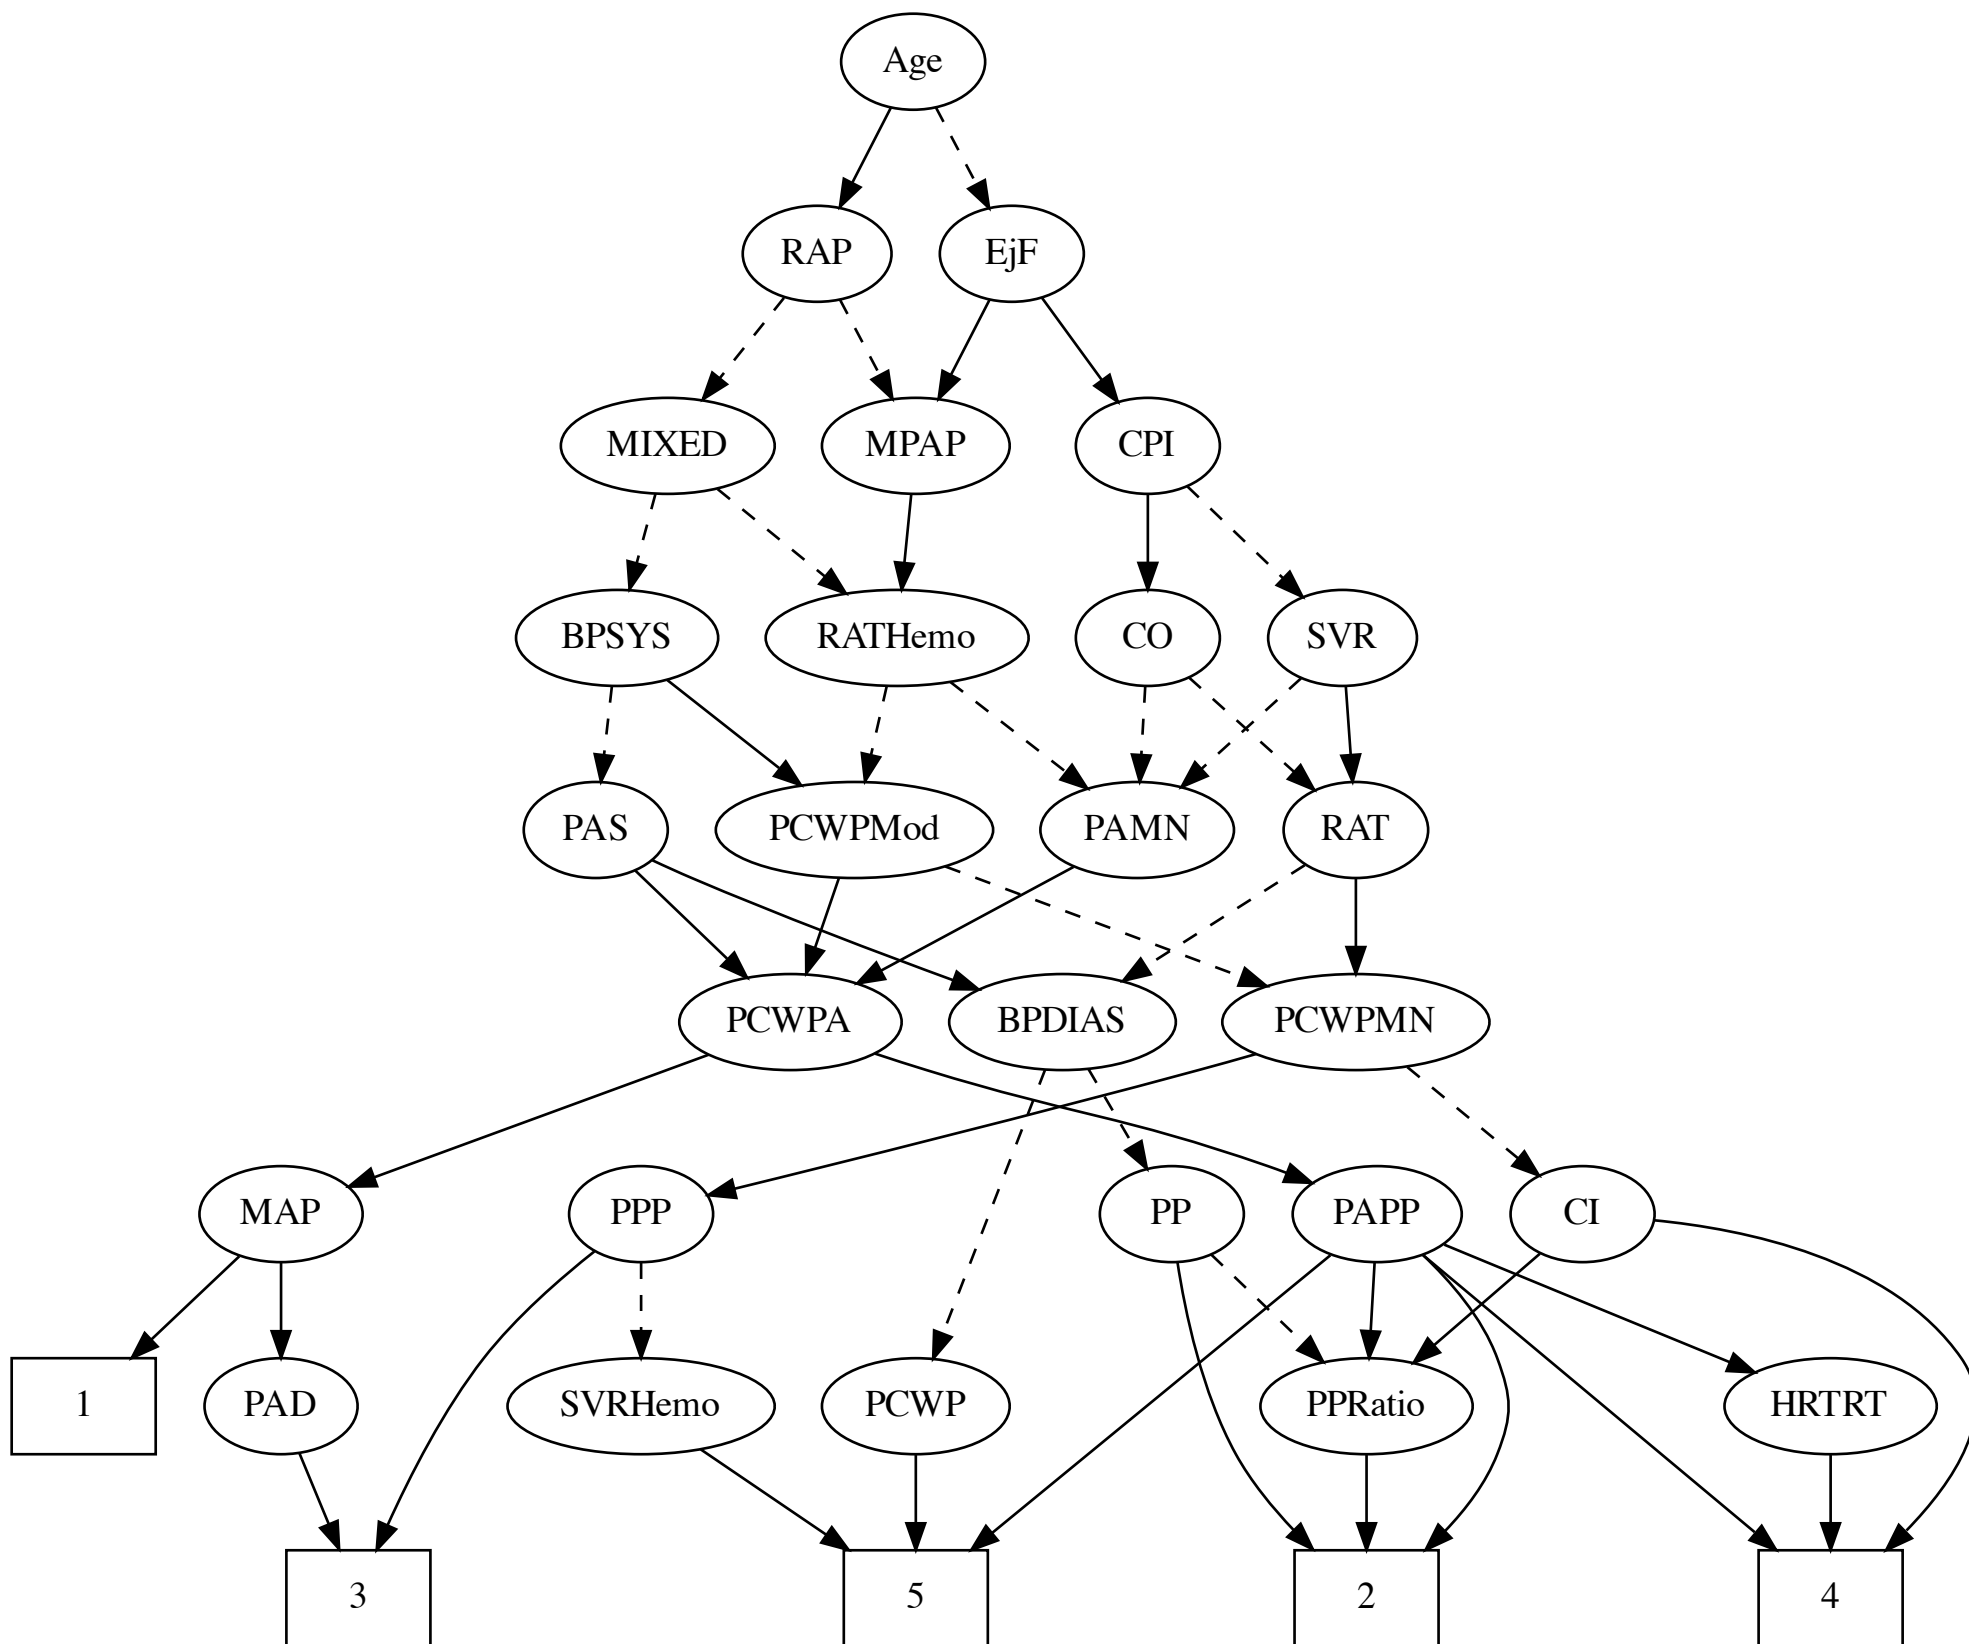 Age
RAP
EjF
MIXED
MPAP
CPI
BPSYS
RATHemo
CO
SVR
PAS
PCWPMod
PAMN
RAT
PCWPA
BPDIAS
PCWPMN
MAP
PPP
PP
PAPP
CI
1
PAD
SVRHemo
PCWP
PPRatio
HRTRT
3
5
2
4